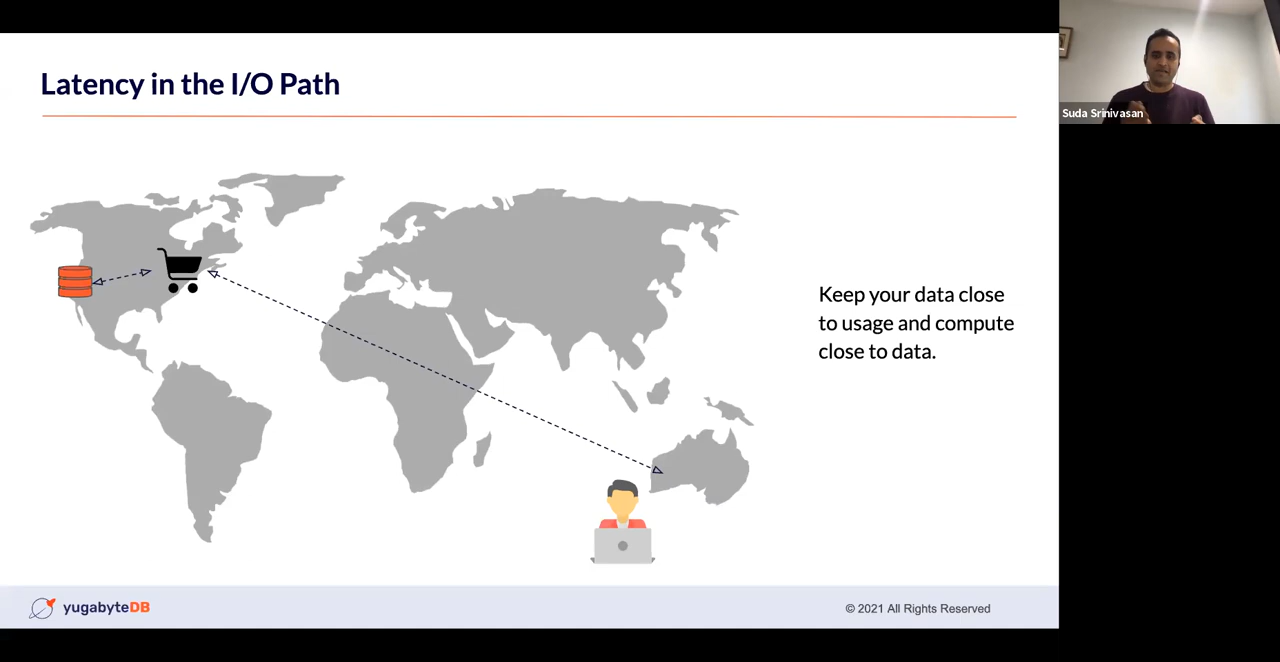 Latency in the I/O Path
Suda Srinivasan
Keep your data close
to usage and compute
close to data.
yugabyteDB
© 2021 All Rights Reserved